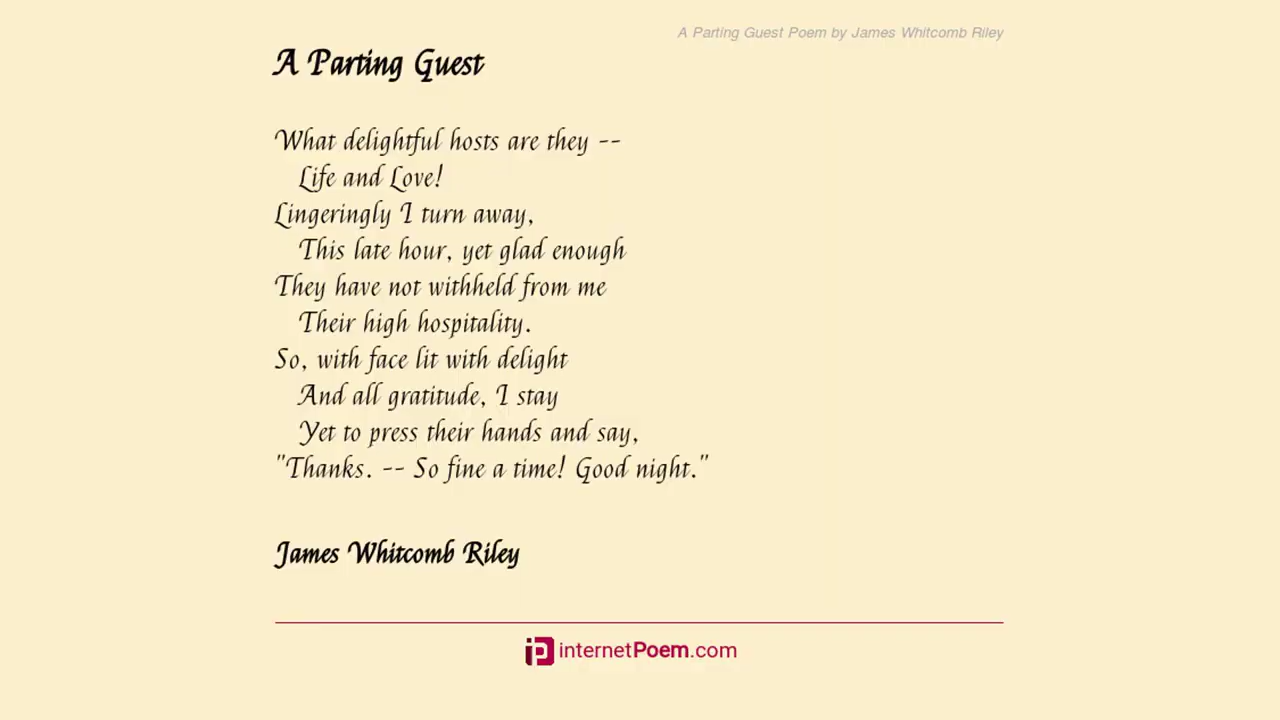 A Parting Guest Poem by James Whitcomb Riley
A Parting Guest
What delightful hosts are they --
Life and Love!
Lingeringly I turn away,
This late hour, yet glad enough
They have not withheld from me
Their high hospitality.
So, with face lit with delight
And all gratitude, I stay
Yet to press their hands and say,
"Thanks. -- So fine a time! Good night."
James Whitcomb Riley
iP internetPoem.com